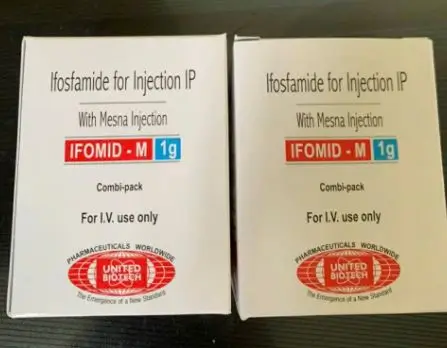 Ifosfamide for Injection IP
With Mesna Injection
IFOMID - M 1g
Combi-pack
For I.V. use only
PHARMACEUTICALS WORLDWIDE
UNITED
BIOTECH
The Emergence of a New Standard
Ifosfamide for Injection IP
With Mesna Injection
IFOMID - M 1g
Combi-pack
For I.V. use only
PHARMACEUTICALS WORLDWIDE
UNITED
BIOTECH
The Emergence of a New Standard